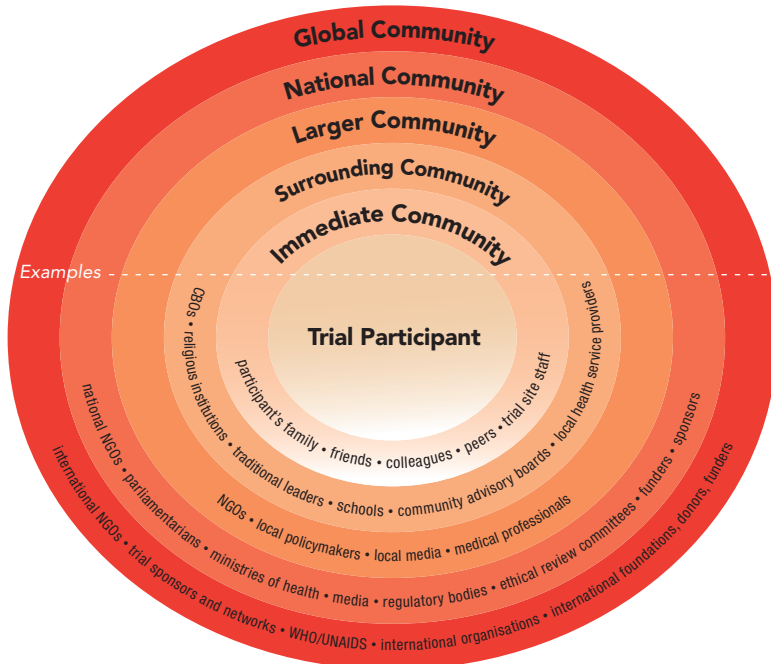 Global Community
National Community
Larger Community
Surrounding Community
Immediate Community
Examples
Trial Participant
participant's family • friends • colleagues • peers • trial site staff
CBOs • religious institutions • traditional leaders • schools • community advisory boards • local health service providers
NGOs • local policymakers • local media • medical professionals
national NGOs • parliamentarians • ministries of health • media • regulatory bodies • ethical review committees • funders • sponsors
international NGOs • trial sponsors and networks • WHO/UNAIDS • international organisations • international foundations, donors, funders